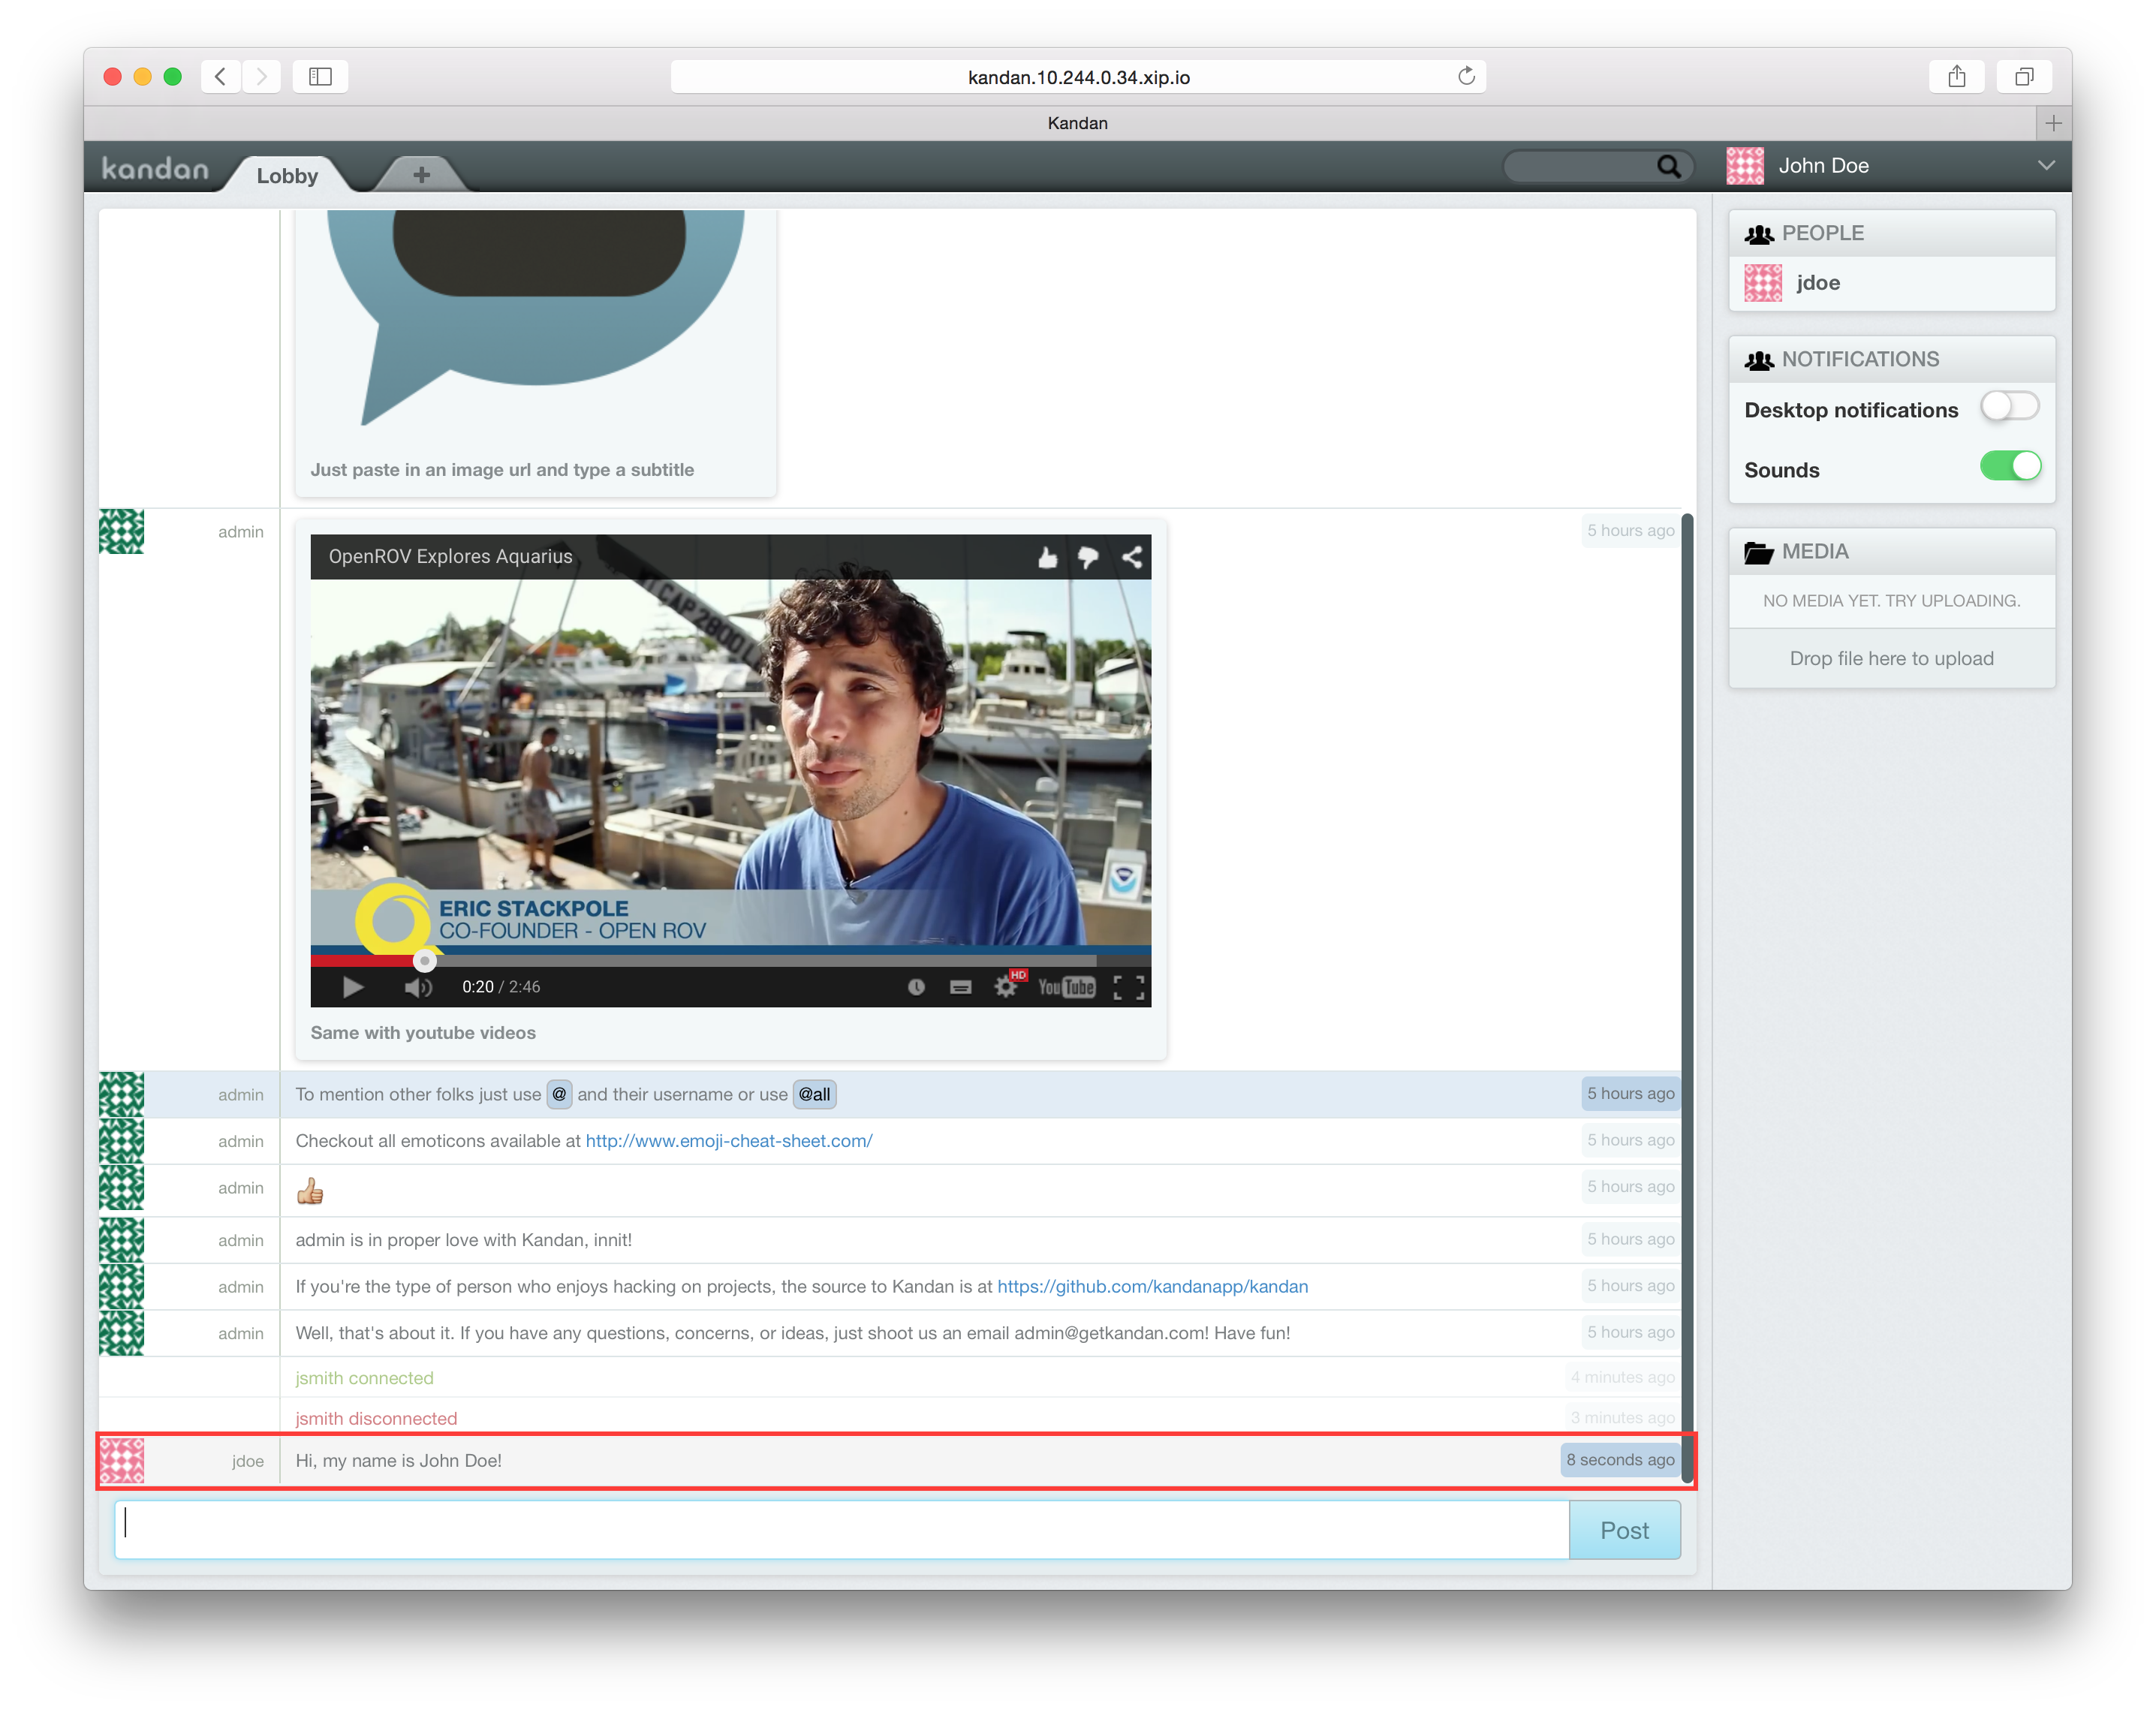 kandan.10.244.0.34.xip.io
Kandan
kandan
Lobby
John Doe
Just paste in an image url and type a subtitle
admin
5 hours ago
OpenROV Explores Aquarius
ERIC STACKPOLE
CO-FOUNDER - OPEN ROV
0:20 / 2:46
HD
YouTube
Same with youtube videos
admin To mention other folks just use @ and their username or use @all 5 hours ago
admin Checkout all emoticons available at http://www.emoji-cheat-sheet.com/ 5 hours ago
admin 5 hours ago
admin admin is in proper love with Kandan, innit! 5 hours ago
admin If you're the type of person who enjoys hacking on projects, the source to Kandan is at https://github.com/kandanapp/kandan 5 hours ago
admin Well, that's about it. If you have any questions, concerns, or ideas, just shoot us an email admin@getkandan.com! Have fun! 5 hours ago
jsmith connected 4 minutes ago
jsmith disconnected 3 minutes ago
jdoe Hi, my name is John Doe! 8 seconds ago
Post
PEOPLE
jdoe
NOTIFICATIONS
Desktop notifications
Sounds
MEDIA
NO MEDIA YET. TRY UPLOADING.
Drop file here to upload